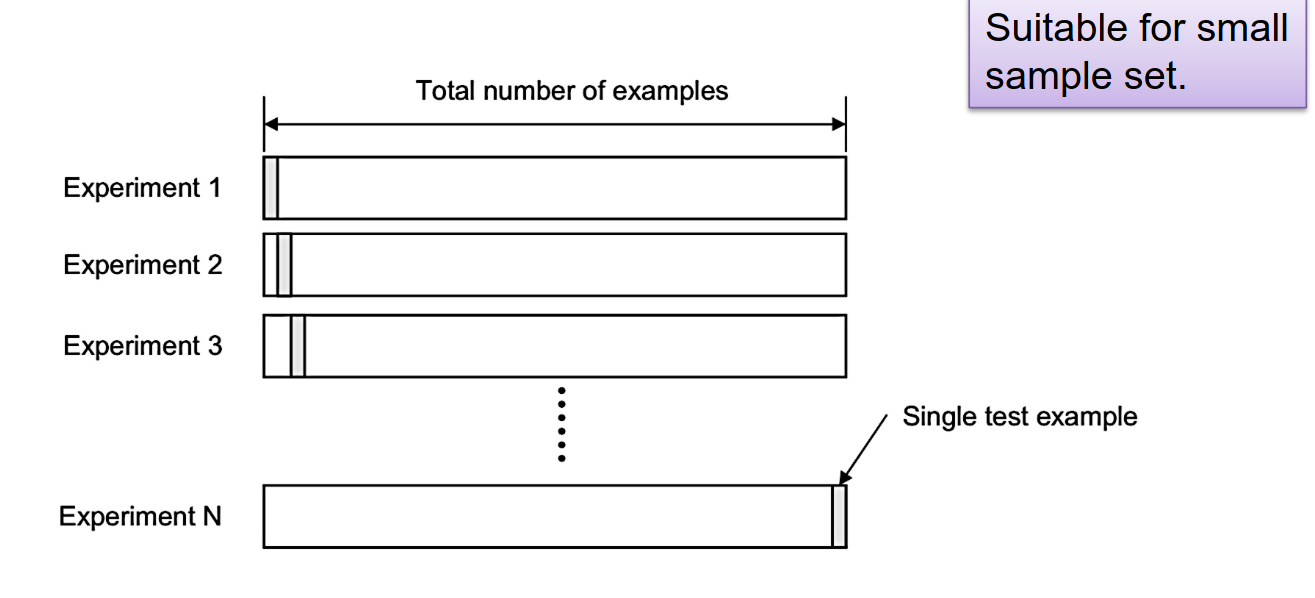 Suitable for small
sample set.
Total number of examples
Experiment 1
Experiment 2
Experiment 3
Single test example
Experiment N